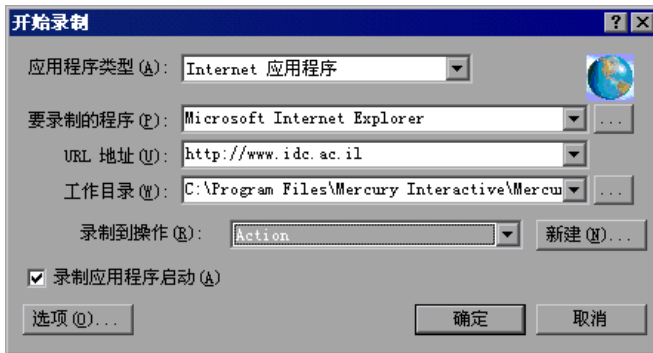 开始录制
应用程序类型(A): Internet 应用程序
要录制的程序(P): Microsoft Internet Explorer ...
URL 地址(U): http://www.idc.ac.il
工作目录(W): C:\Program Files\Mercury Interactive\Mercu ...
录制到操作(R): Action 新建(N)...
录制应用程序启动(A)
选项(O)... 确定 取消